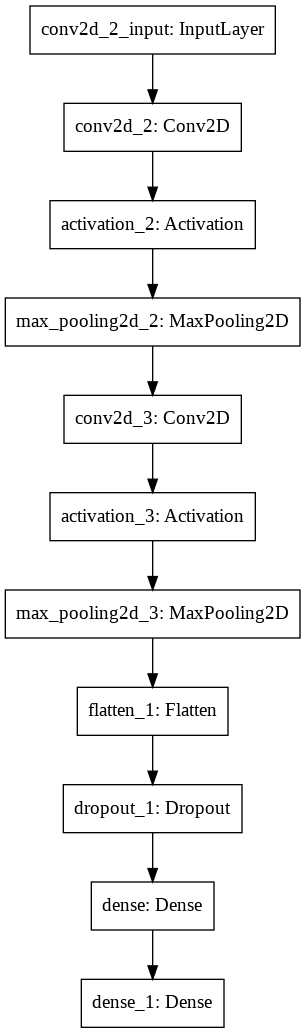 conv2d_2_input: InputLayer
conv2d_2: Conv2D
activation_2: Activation
max_pooling2d_2: MaxPooling2D
conv2d_3: Conv2D
activation_3: Activation
max_pooling2d_3: MaxPooling2D
flatten_1: Flatten
dropout_1: Dropout
dense: Dense
dense_1: Dense